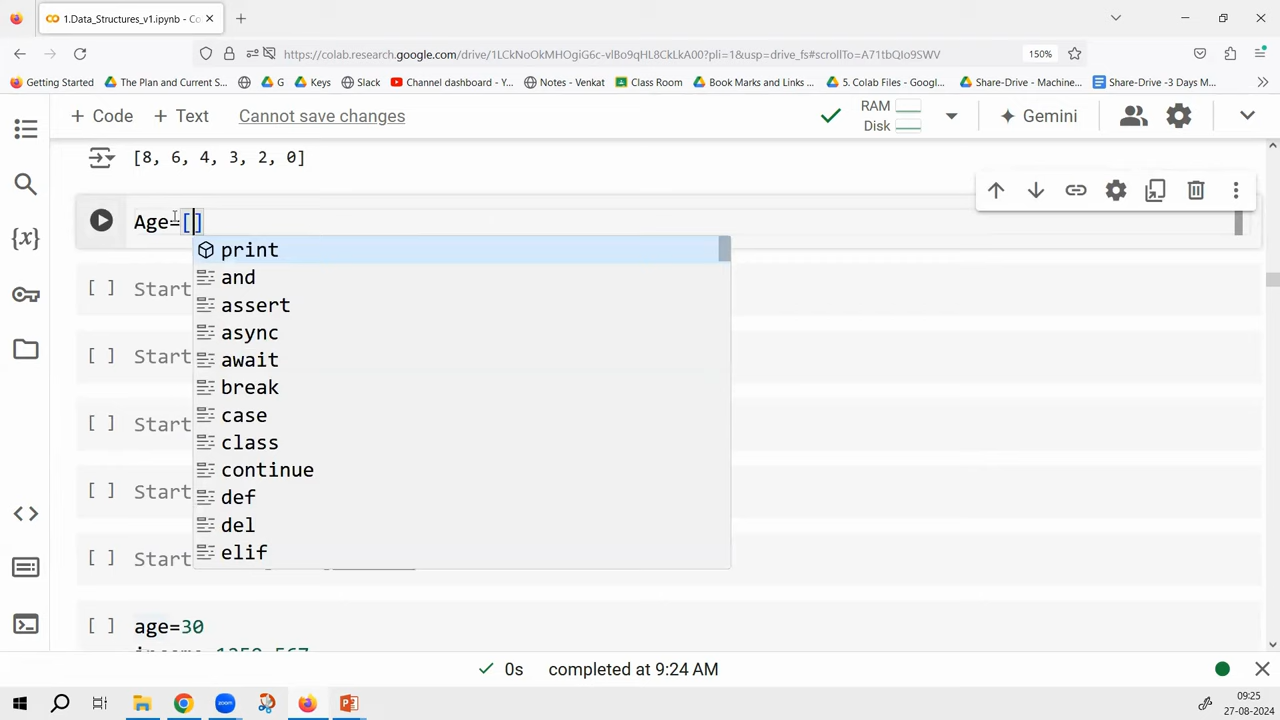 1.Data_Structures_v1.ipynb - Co
https://colab.research.google.com/drive/1LCkNoOkMHOgiG6c-vlBo9qHL8CkLkA00?pli=1&usp=drive_fs#scrollTo=A71tbQIo9SWV
150%
Getting Started
The Plan and Current S...
G
Keys
Slack
Channel dashboard - Y...
Notes - Venkat
Class Room
Book Marks and Links ...
5. Colab Files - Googl...
Share-Drive - Machine...
Share-Drive -3 Days M...
+ Code
+ Text
Cannot save changes
RAM
Disk
Gemini
[8, 6, 4, 3, 2, 0]
Age=[]
print
and
assert
async
await
break
case
class
continue
def
del
elif
[ ] Start
[ ] Start
[ ] Start
[ ] Start
[ ] Start
[ ] age=30
0s completed at 9:24 AM
09:25
27-08-2024